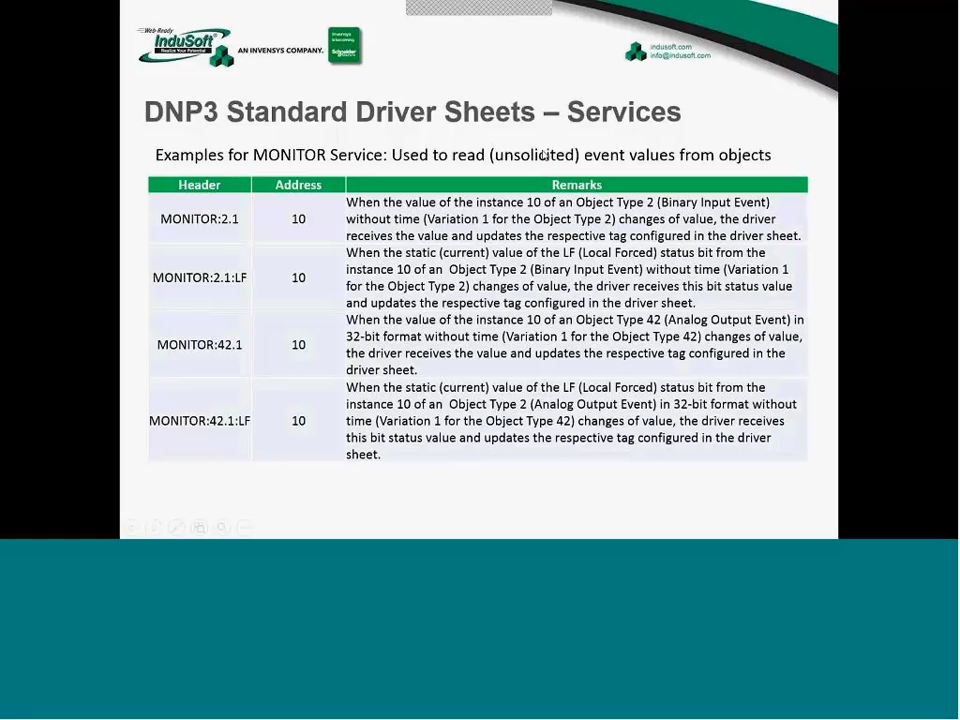 Web-Ready
InduSoft
Realize Your Potential
AN INVENSYS COMPANY.
indusoft.com
info@indusoft.com
DNP3 Standard Driver Sheets – Services
Examples for MONITOR Service: Used to read (unsolicited) event values from objects
Header Address Remarks
MONITOR:2.1 10
When the value of the instance 10 of an Object Type 2 (Binary Input Event)
without time (Variation 1 for the Object Type 2) changes of value, the driver
receives the value and updates the respective tag configured in the driver sheet.
MONITOR:2.1:LF 10
When the static (current) value of the LF (Local Forced) status bit from the
instance 10 of an Object Type 2 (Binary Input Event) without time (Variation 1
for the Object Type 2) changes of value, the driver receives this bit status value
and updates the respective tag configured in the driver sheet.
MONITOR:42.1 10
When the value of the instance 10 of an Object Type 42 (Analog Output Event) in
32-bit format without time (Variation 1 for the Object Type 42) changes of value,
the driver receives the value and updates the respective tag configured in the
driver sheet.
MONITOR:42.1:LF 10
When the static (current) value of the LF (Local Forced) status bit from the
instance 10 of an Object Type 2 (Analog Output Event) in 32-bit format without
time (Variation 1 for the Object Type 42) changes of value, the driver receives
this bit status value and updates the respective tag configured in the driver
sheet.